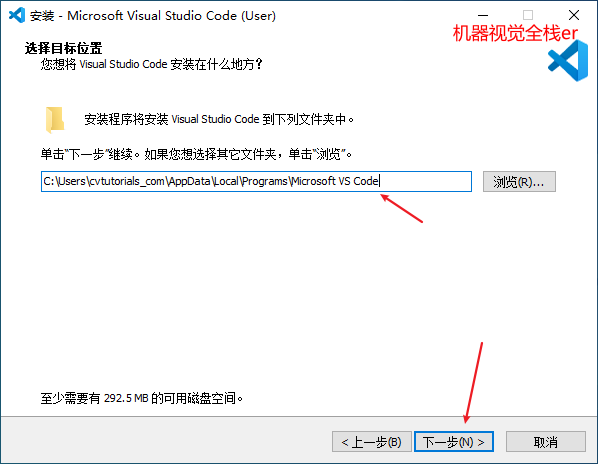 安装 - Microsoft Visual Studio Code (User)
机器视觉全栈er
选择目标位置
您想将 Visual Studio Code 安装在什么地方?
安装程序将安装 Visual Studio Code 到下列文件夹中。
单击“下一步”继续。如果您想选择其它文件夹，单击“浏览”。
C:\Users\cvtutorials_com\AppData\Local\Programs\Microsoft VS Code
浏览(R)...
至少需要有 292.5 MB 的可用磁盘空间。
< 上一步(B)
下一步(N) >
取消